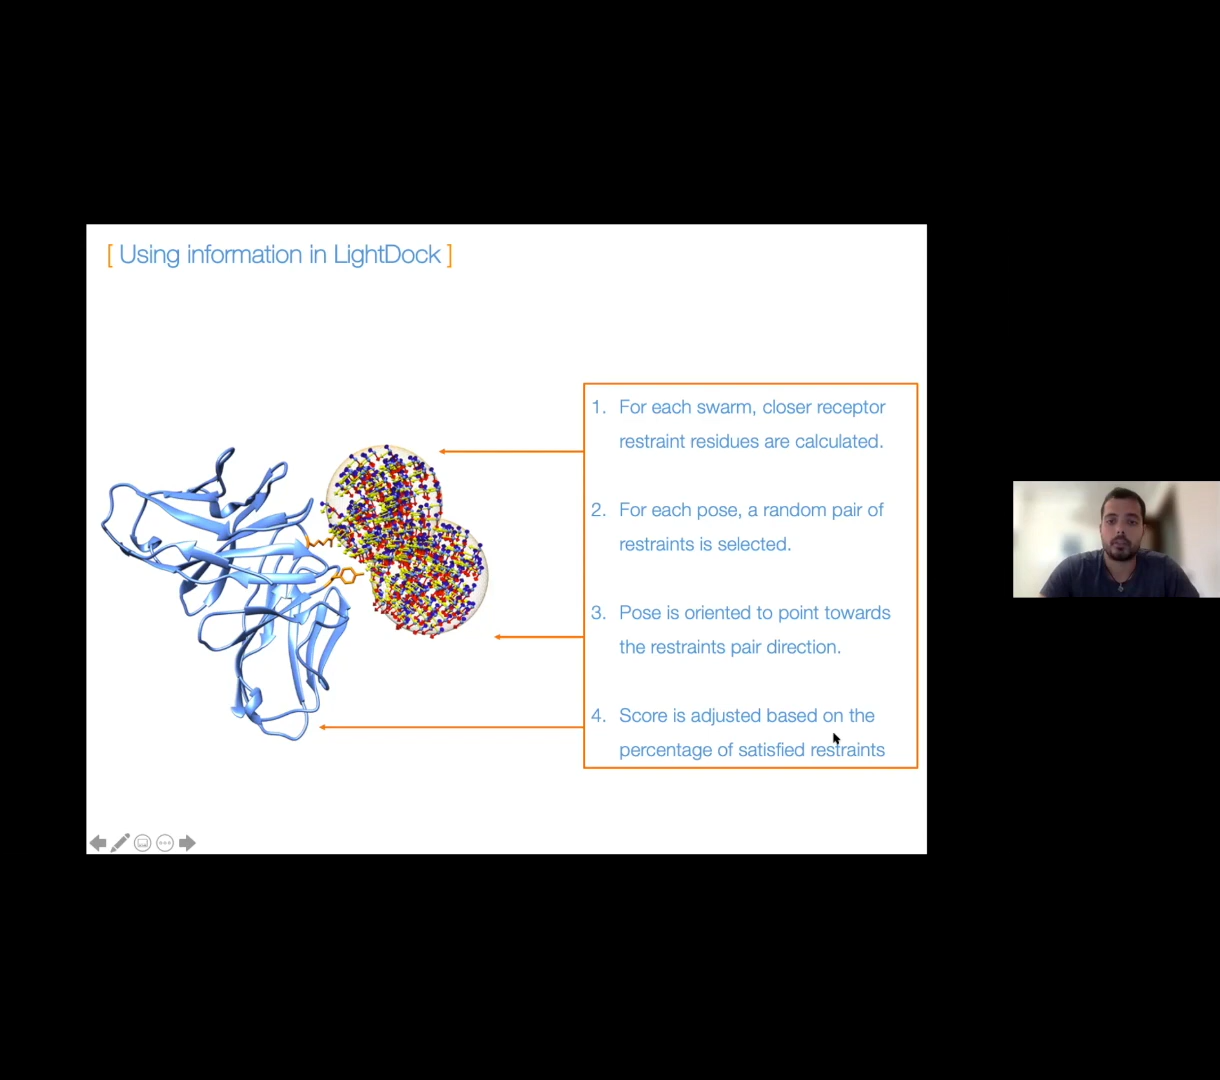 [ Using information in LightDock ]
1. For each swarm, closer receptor
restraint residues are calculated.
2. For each pose, a random pair of
restraints is selected.
3. Pose is oriented to point towards
the restraints pair direction.
4. Score is adjusted based on the
percentage of satisfied restraints